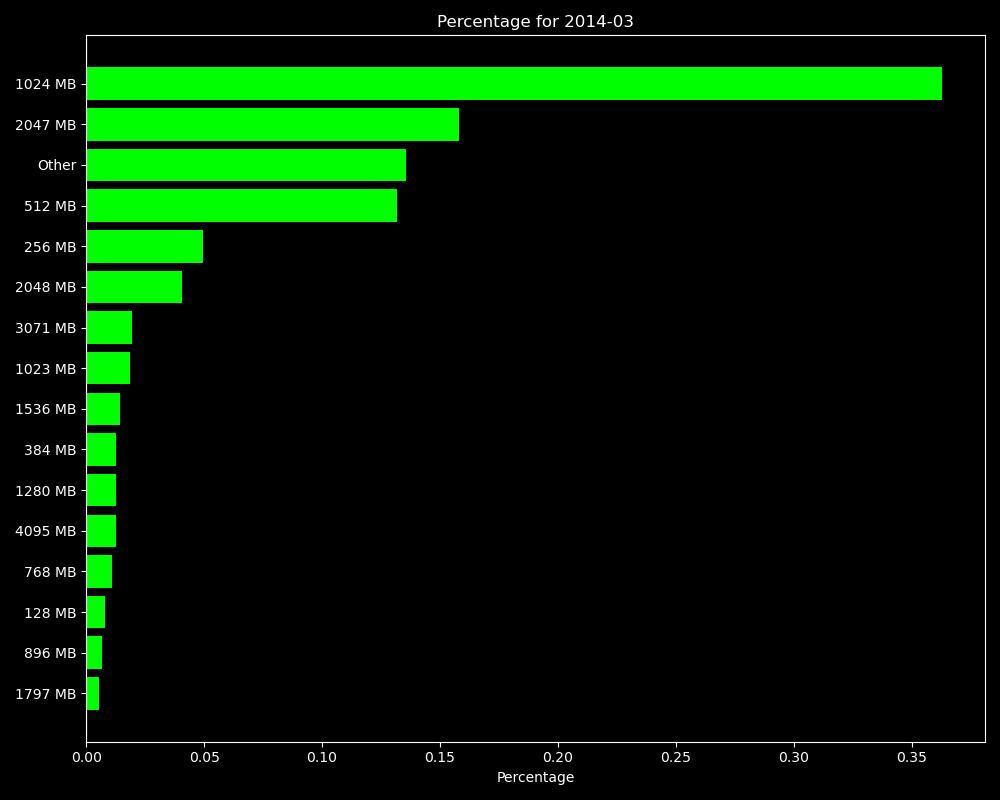 Percentage for 2014-03
1024 MB
2047 MB
Other
512 MB
256 MB
2048 MB
3071 MB
1023 MB
1536 MB
384 MB
1280 MB
4095 MB
768 MB
128 MB
896 MB
1797 MB
0.00 0.05 0.10 0.15 0.20 0.25 0.30 0.35
Percentage